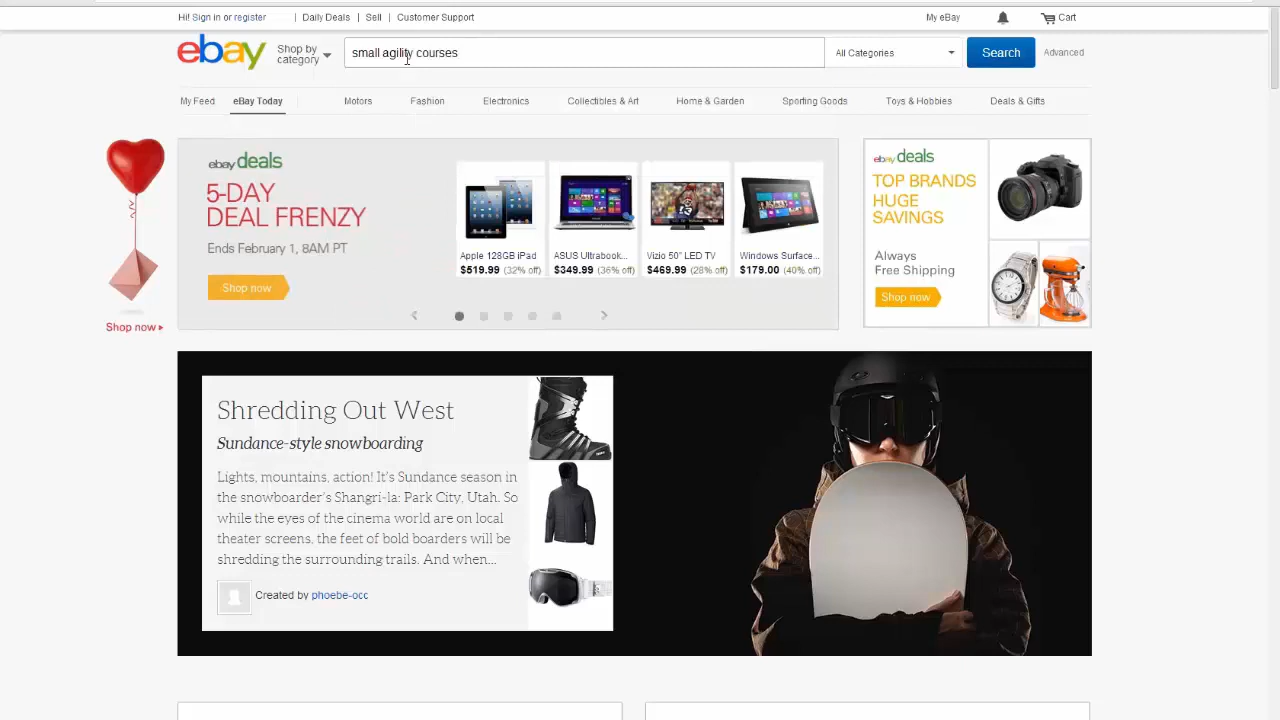 Hi! Sign in or register
Daily Deals
Sell
Customer Support
My eBay
Cart
ebay
Shop by
category
small agility courses
All Categories
Search
Advanced
My Feed
eBay Today
Motors
Fashion
Electronics
Collectibles & Art
Home & Garden
Sporting Goods
Toys & Hobbies
Deals & Gifts
Shop now
ebay deals
5-DAY
DEAL FRENZY
Ends February 1, 8AM PT
Shop now
Apple 128GB iPad
$519.99 (32% off)
ASUS Ultrabook...
$349.99 (36% off)
Vizio 50" LED TV
$469.99 (28% off)
Windows Surface...
$179.00 (40% off)
ebay deals
TOP BRANDS
HUGE
SAVINGS
Always
Free Shipping
Shop now
Shredding Out West
Sundance-style snowboarding
Lights, mountains, action! It's Sundance season in
the snowboarder's Shangri-la: Park City, Utah. So
while the eyes of the cinema world are on local
theater screens, the feet of bold boarders will be
shredding the surrounding trails. And when...
Created by phoebe-occ